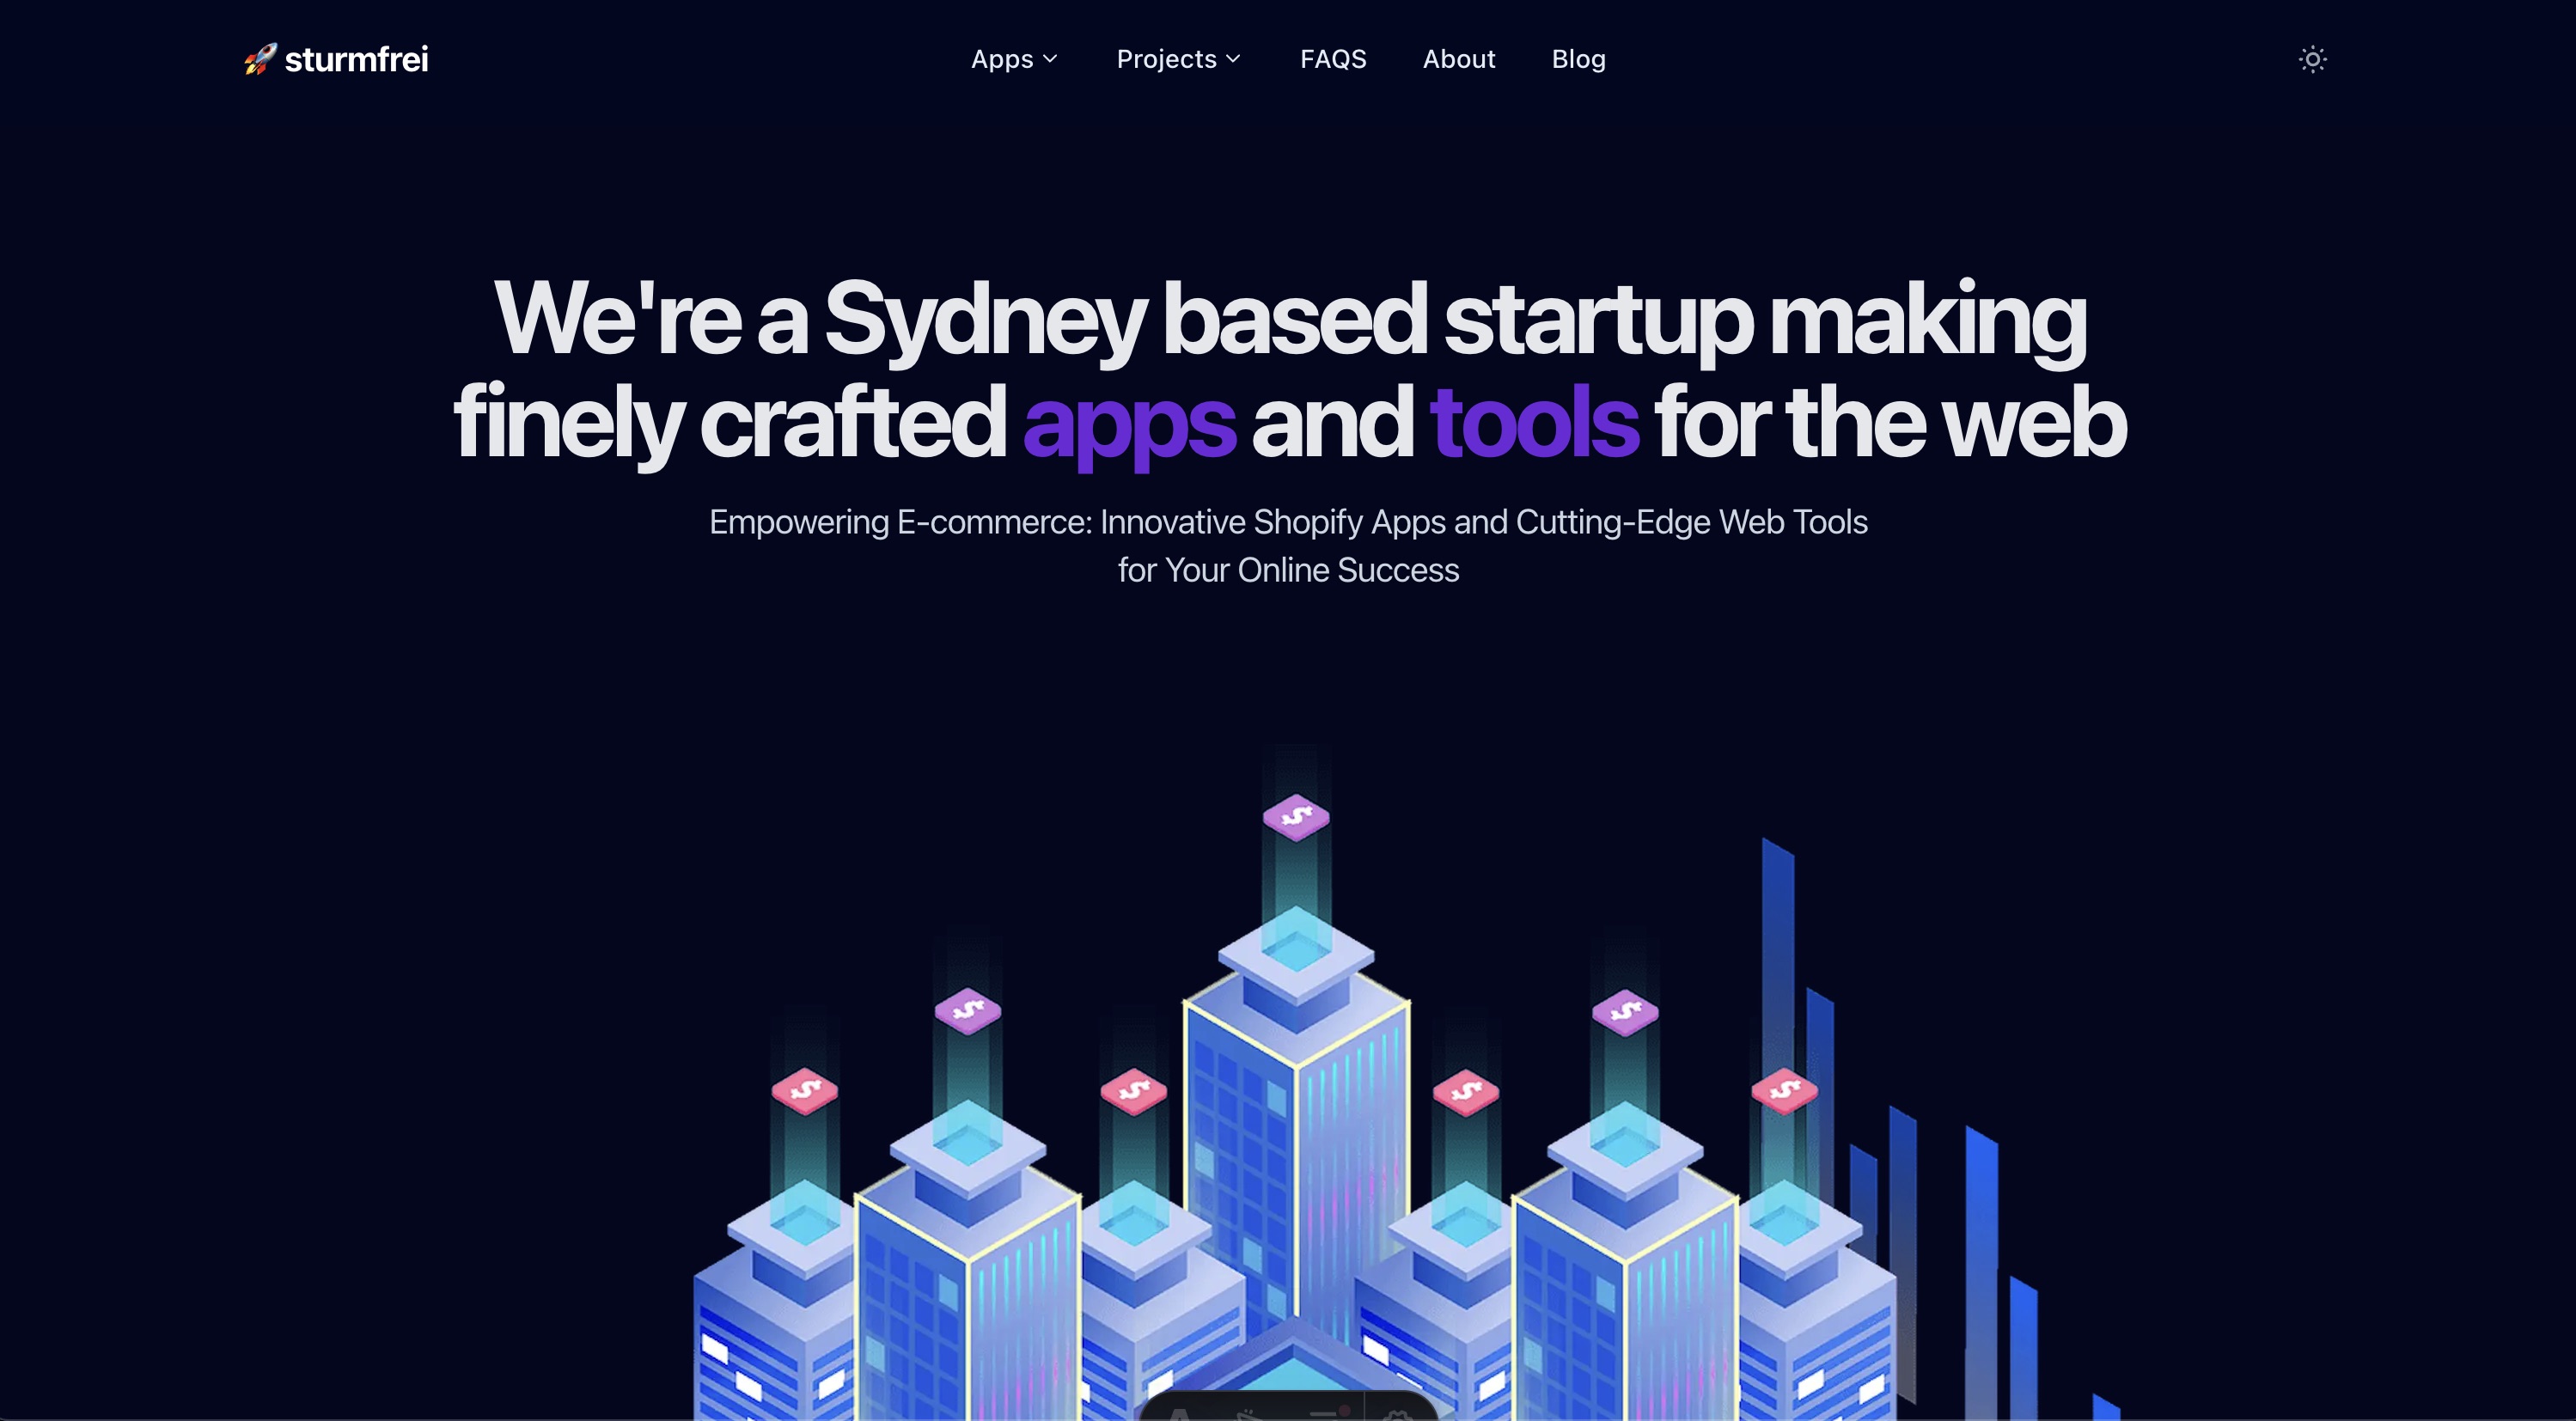 🚀 sturmfrei
Apps
Projects
FAQS
About
Blog
We're a Sydney based startup making
finely crafted apps and tools for the web
Empowering E-commerce: Innovative Shopify Apps and Cutting-Edge Web Tools
for Your Online Success
$
$
$
$
$
$
$